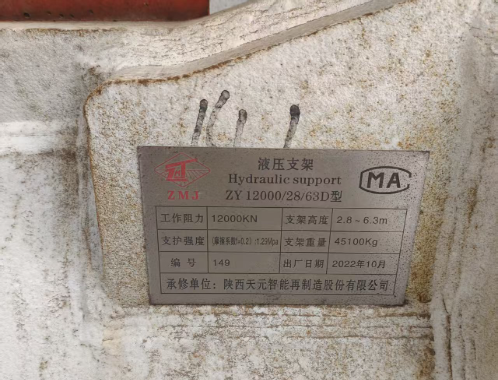 液压支架
Hydraulic support
ZMJ
ZY 12000/28/63D型
MA
工作阻力 12000KN 支架高度 2.8~6.3m
支护强度 支架重量 45100Kg
编号 149 出厂日期 2022年10月
承修单位:陕西天元智能再制造股份有限公司